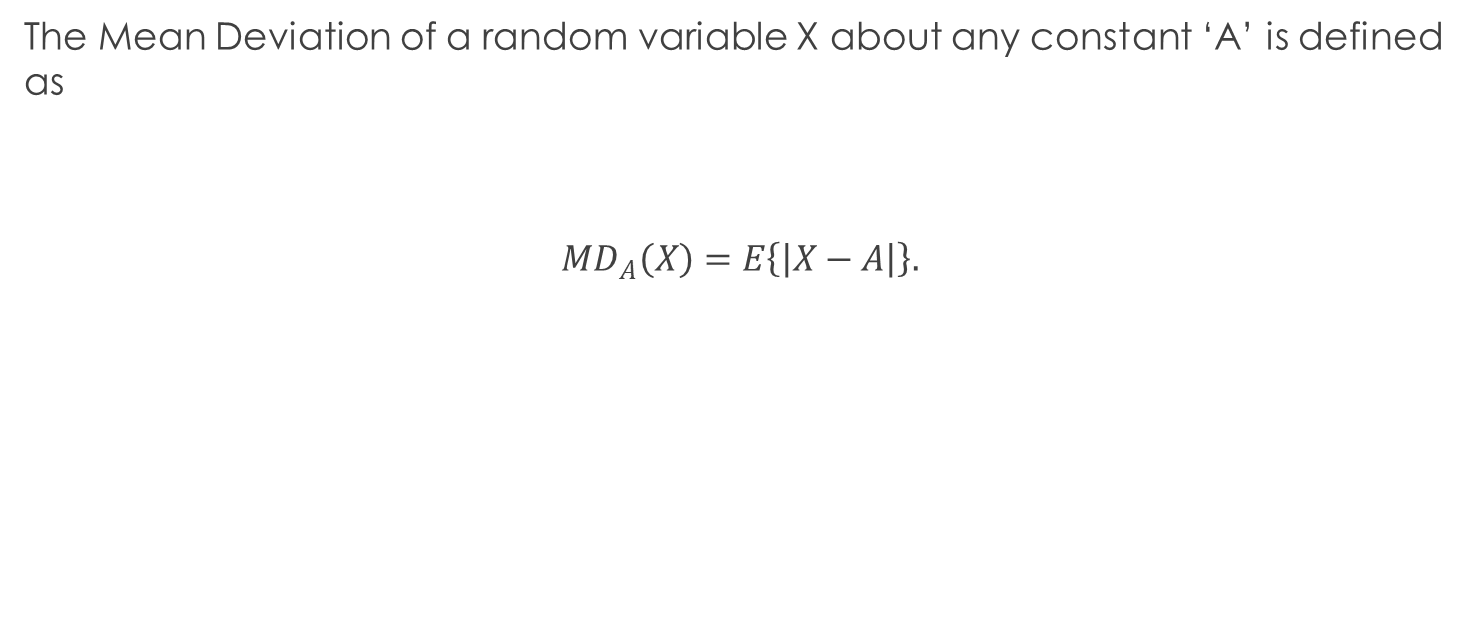 The Mean Deviation of a random variable X about any constant ‘A’ is defined
as
MD_A(X) = E{|X − A|}.